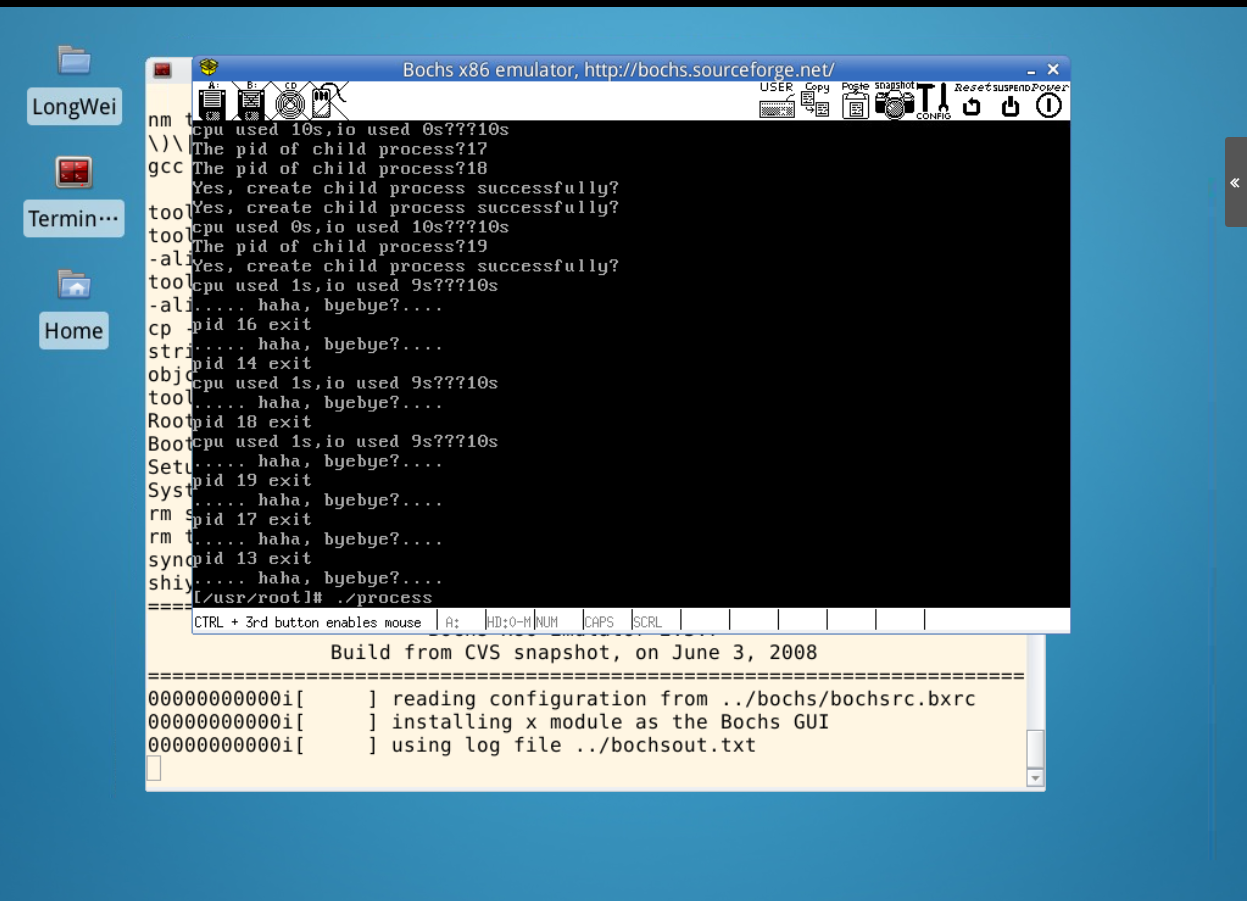 LongWei
Termin···
Home
Bochs x86 emulator, http://bochs.sourceforge.net/
A:
B:
CD
USER
Copy
Paste
snapshot
CONFIG
Reset
SUSPEND
Power
nm t
\)\|
gcc
tool
tool
-ali
tool
-ali
cp -
stri
objc
tool
Root
Boot
Setu
Syst
rm s
rm t
sync
shiy
====
cpu used 10s,io used 0s???10s
The pid of child process?17
The pid of child process?18
Yes, create child process successfully?
Yes, create child process successfully?
cpu used 0s,io used 10s???10s
The pid of child process?19
Yes, create child process successfully?
cpu used 1s,io used 9s???10s
..... haha, byebye?....
pid 16 exit
..... haha, byebye?....
pid 14 exit
cpu used 1s,io used 9s???10s
..... haha, byebye?....
pid 18 exit
cpu used 1s,io used 9s???10s
..... haha, byebye?....
pid 19 exit
..... haha, byebye?....
pid 17 exit
..... haha, byebye?....
pid 13 exit
..... haha, byebye?....
[/usr/root]# ./process
CTRL + 3rd button enables mouse A: HD:0-M NUM CAPS SCRL
Build from CVS snapshot, on June 3, 2008
========================================================================
00000000000i[     ] reading configuration from ../bochs/bochsrc.bxrc
00000000000i[     ] installing x module as the Bochs GUI
00000000000i[     ] using log file ../bochsout.txt